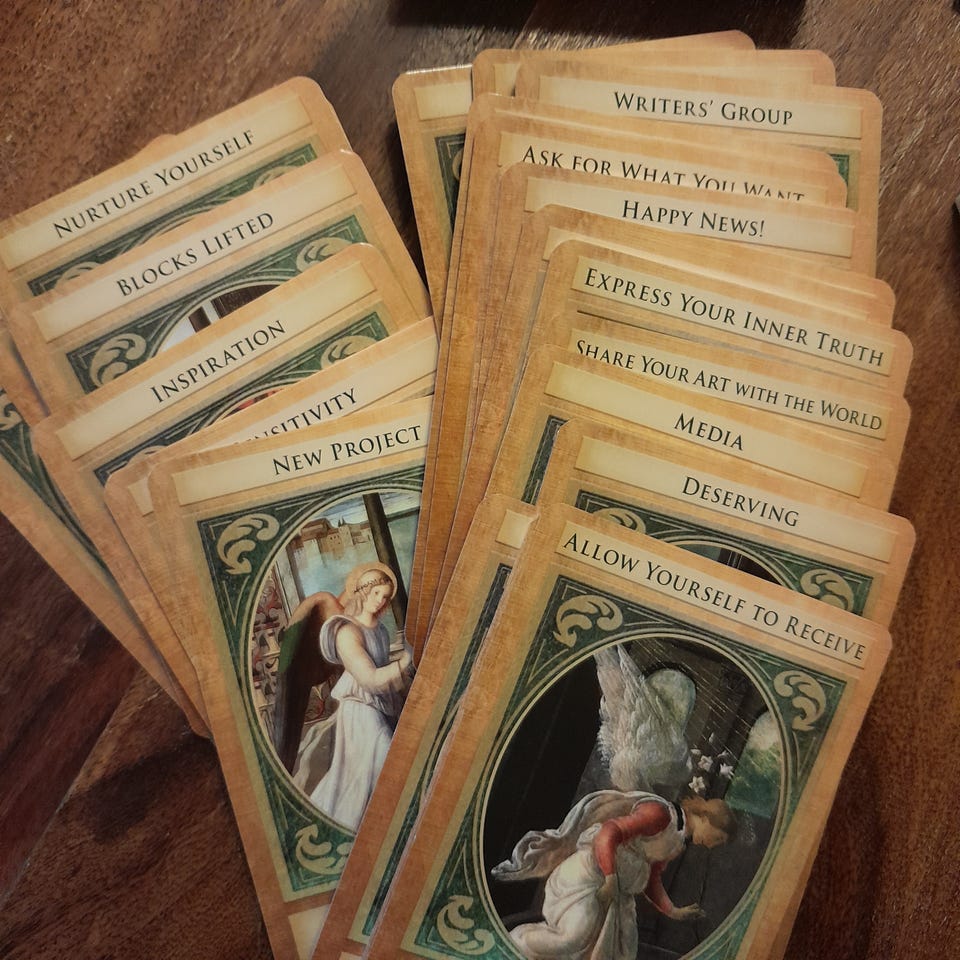 NURTURE YOURSELF
BLOCKS LIFTED
INSPIRATION
NEW PROJECT
WRITERS' GROUP
ASK FOR WHAT YOU WANT
HAPPY NEWS!
EXPRESS YOUR INNER TRUTH
SHARE YOUR ART WITH THE WORLD
MEDIA
DESERVING
ALLOW YOURSELF TO RECEIVE